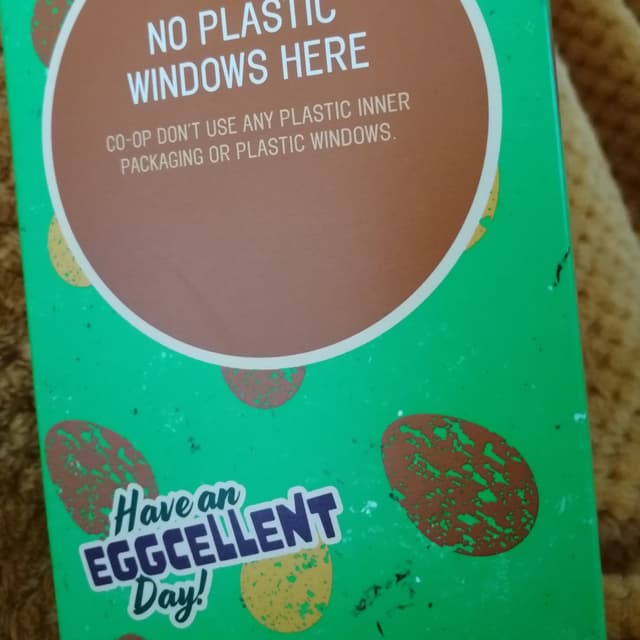 NO PLASTIC
WINDOWS HERE
CO-OP DON'T USE ANY PLASTIC INNER
PACKAGING OR PLASTIC WINDOWS.
Have an
EGGCELLENT
Day!